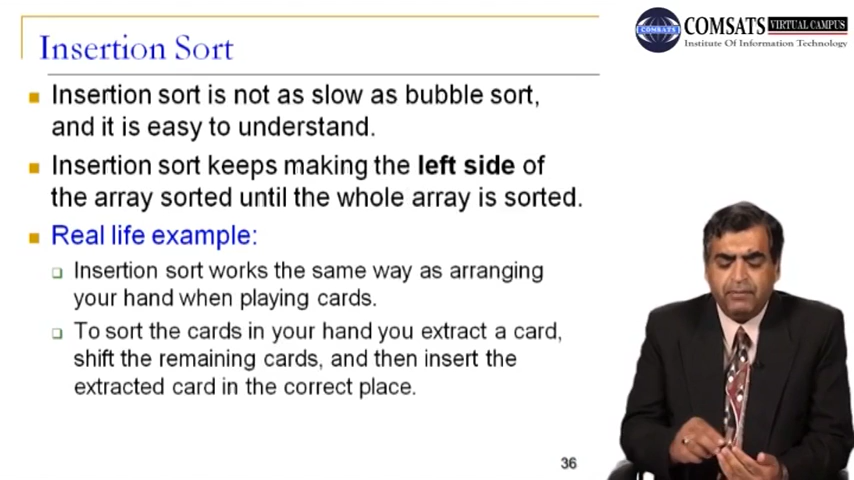 Insertion Sort
COMSATS VIRTUAL CAMPUS
Institute Of Information Technology
COMSATS
Insertion sort is not as slow as bubble sort,
and it is easy to understand.
Insertion sort keeps making the left side of
the array sorted until the whole array is sorted.
Real life example:
Insertion sort works the same way as arranging
your hand when playing cards.
To sort the cards in your hand you extract a card,
shift the remaining cards, and then insert the
extracted card in the correct place.
36